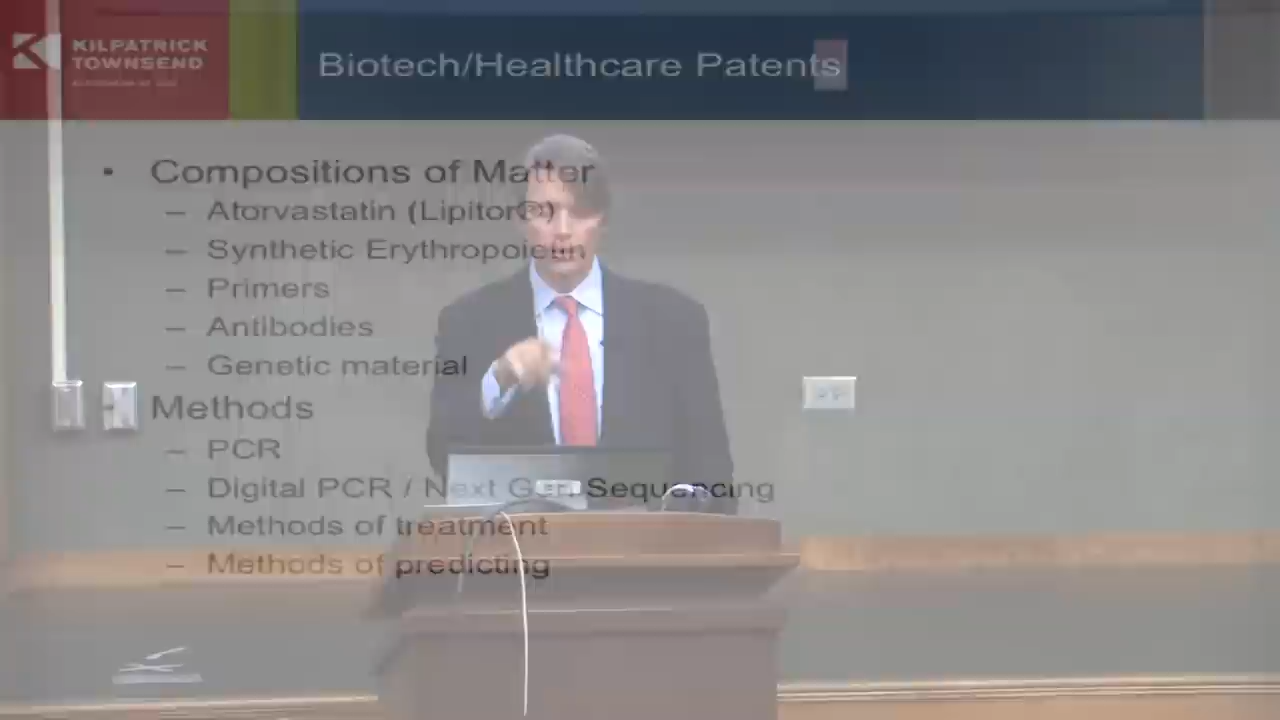 KILPATRICK
TOWNSEND
Biotech/Healthcare Patents
• Compositions of Matter
– Atorvastatin (Lipitor®)
– Synthetic Erythropoietin
– Primers
– Antibodies
– Genetic material
Methods
– PCR
– Digital PCR / Next Gen Sequencing
– Methods of treatment
– Methods of predicting